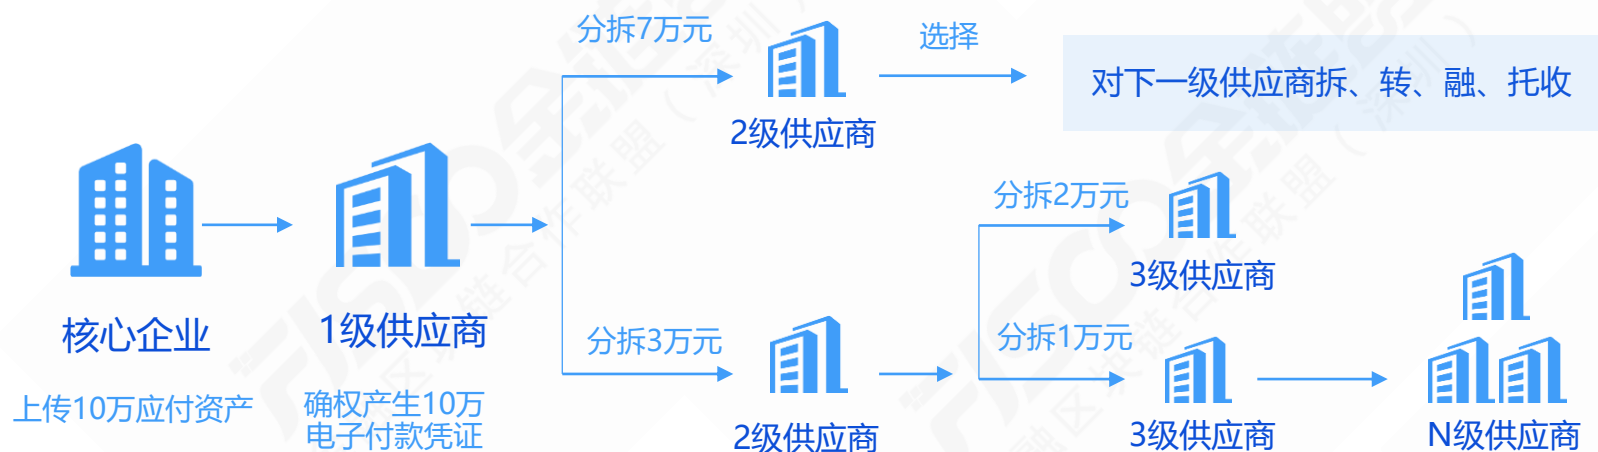 分拆7万元
选择
对下一级供应商拆、转、融、托收
2级供应商
分拆2万元
3级供应商
核心企业
1级供应商
分拆3万元
分拆1万元
上传10万应付资产
确权产生10万
电子付款凭证
2级供应商
3级供应商
N级供应商